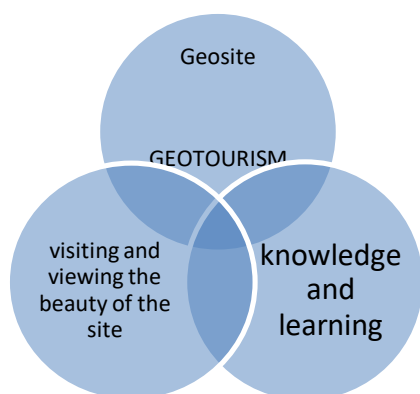 Geosite
GEOTOURISM
visiting and
viewing the
beauty of the
site
knowledge
and
learning